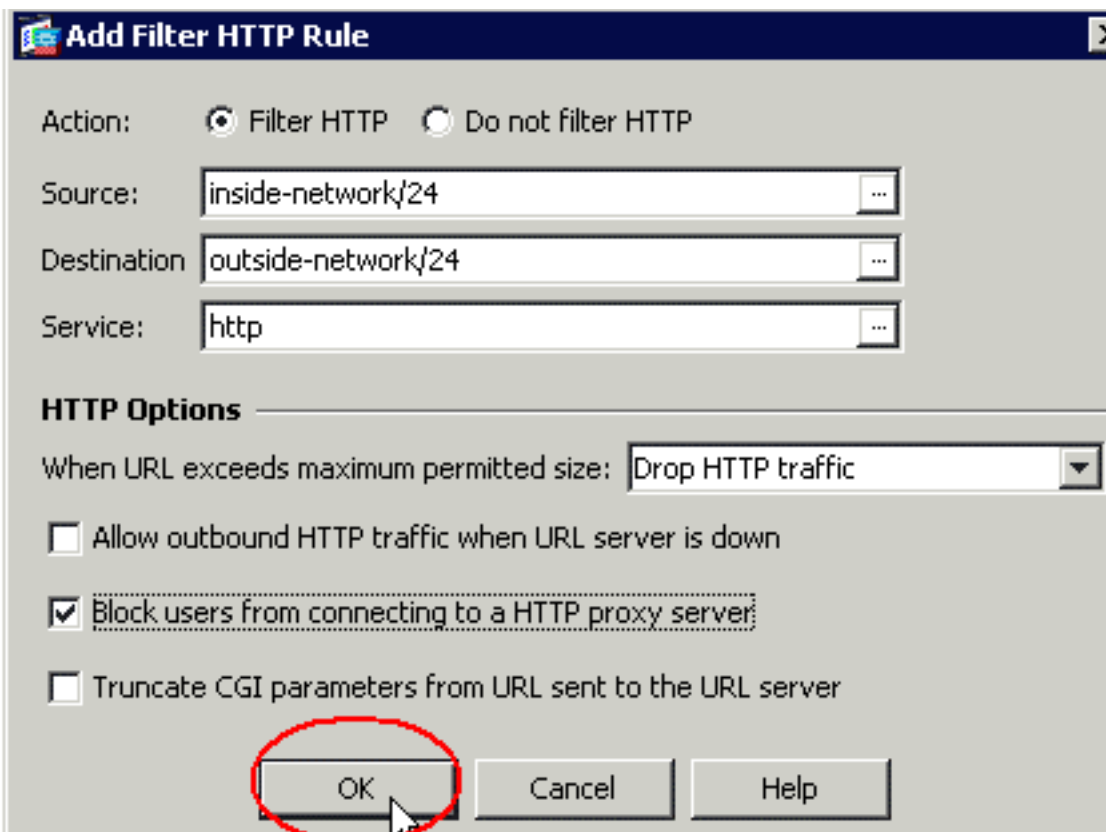 Add Filter HTTP Rule
Action: Filter HTTP Do not filter HTTP
Source: inside-network/24 ...
Destination outside-network/24 ...
Service: http ...
HTTP Options
When URL exceeds maximum permitted size: Drop HTTP traffic
Allow outbound HTTP traffic when URL server is down
Block users from connecting to a HTTP proxy server
Truncate CGI parameters from URL sent to the URL server
OK Cancel Help